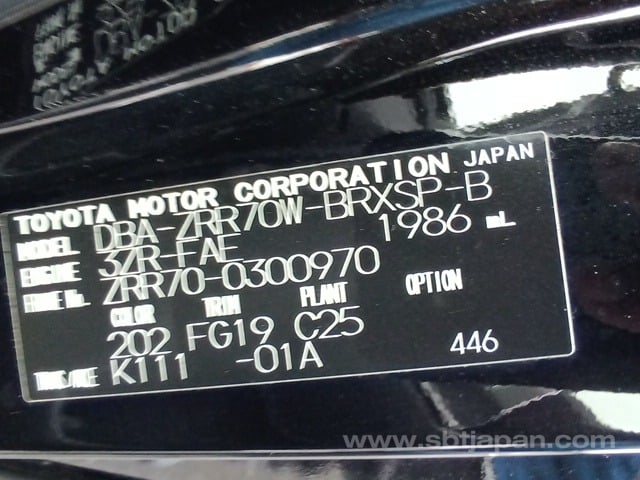 TOYOTA MOTOR CORPORATION JAPAN
MODEL DBA-ZRR70W-BRXSP-B
ENGINE 3ZR-FAE 1986 mL
FRAME No. ZRR70-0300970
COLOR TRIM PLANT OPTION
202 FG19 C25
TRANS/AXLE K111 -01A 446
www.sbtjapan.com